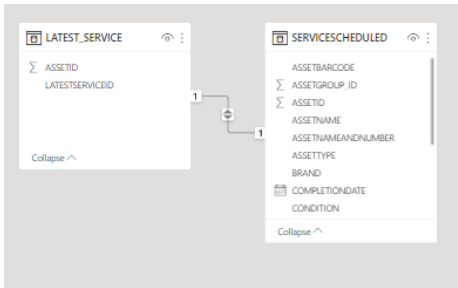 LATEST_SERVICE
ASSETID
LATESTSERVICEID
Collapse
1
1
SERVICESCHEDULED
ASSETBARCODE
ASSETGROUP_ID
ASSETID
ASSETNAME
ASSETNAMEANDNUMBER
ASSETTYPE
BRAND
COMPLETIONDATE
CONDITION
Collapse